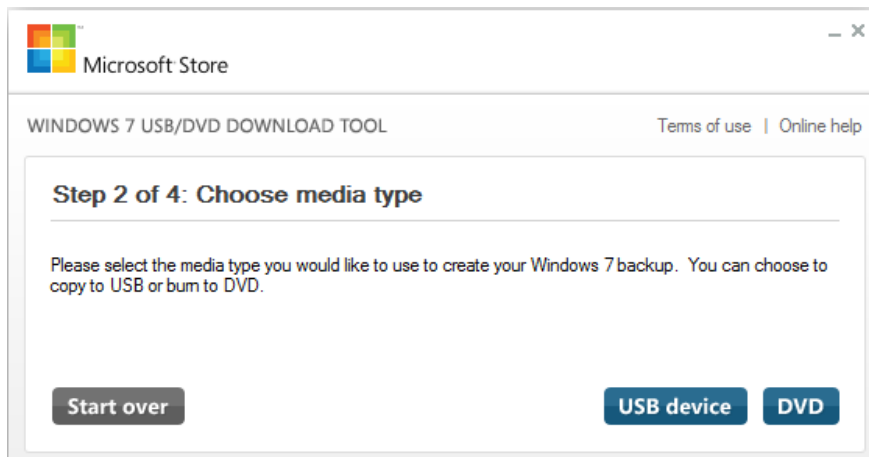 Microsoft Store
WINDOWS 7 USB/DVD DOWNLOAD TOOL
Terms of use | Online help
Step 2 of 4: Choose media type
Please select the media type you would like to use to create your Windows 7 backup. You can choose to
copy to USB or burn to DVD.
Start over
USB device
DVD